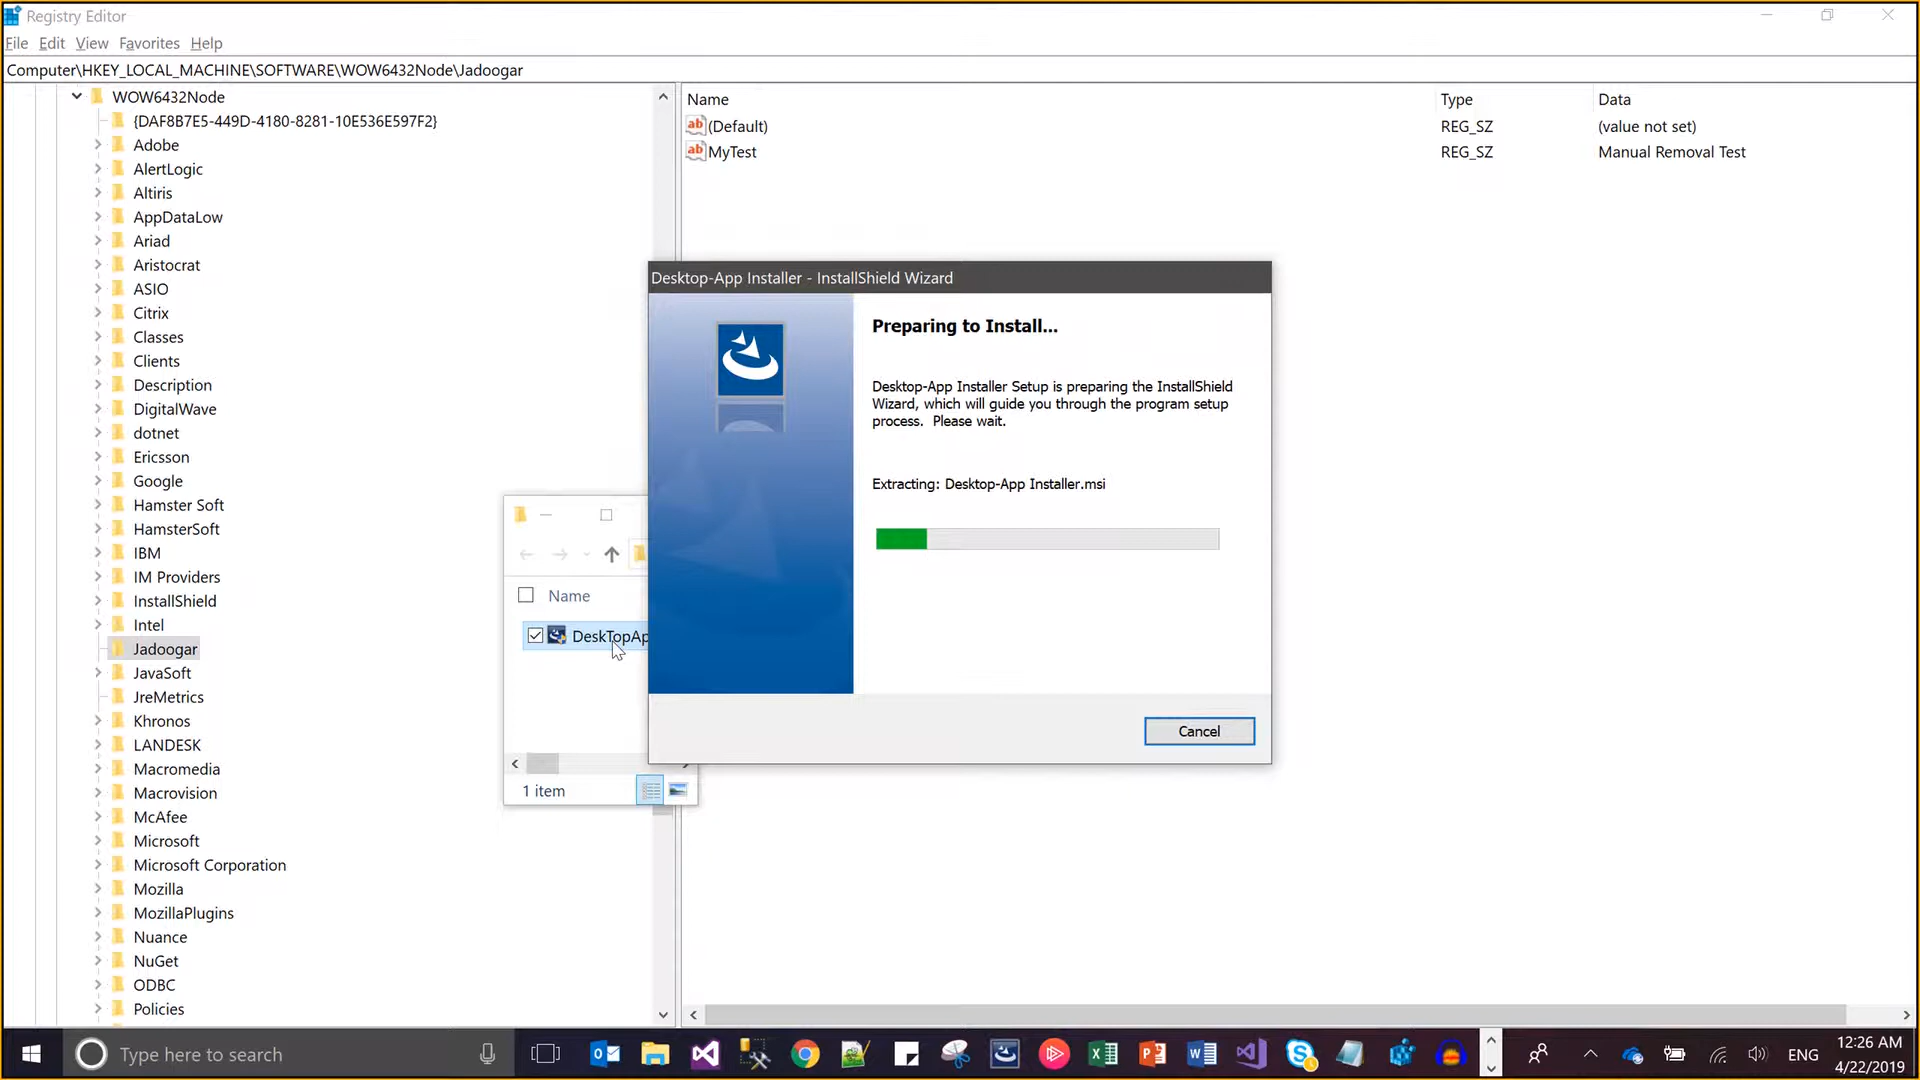 Registry Editor
File Edit View Favorites Help
Computer\HKEY_LOCAL_MACHINE\SOFTWARE\WOW6432Node\Jadoogar
WOW6432Node
{DAF8B7E5-449D-4180-8281-10E536E597F2}
Adobe
AlertLogic
Altiris
AppDataLow
Ariad
Aristocrat
ASIO
Citrix
Classes
Clients
Description
DigitalWave
dotnet
Ericsson
Google
Hamster Soft
HamsterSoft
IBM
IM Providers
InstallShield
Intel
Jadoogar
JavaSoft
JreMetrics
Khronos
LANDESK
Macromedia
Macrovision
McAfee
Microsoft
Microsoft Corporation
Mozilla
MozillaPlugins
Nuance
NuGet
ODBC
Policies
Name Type Data
(Default) REG_SZ (value not set)
MyTest REG_SZ Manual Removal Test
Name
DeskTopAp
1 item
Desktop-App Installer - InstallShield Wizard
Preparing to Install...
Desktop-App Installer Setup is preparing the InstallShield
Wizard, which will guide you through the program setup
process. Please wait.
Extracting: Desktop-App Installer.msi
Cancel
Type here to search
ENG
12:26 AM
4/22/2019